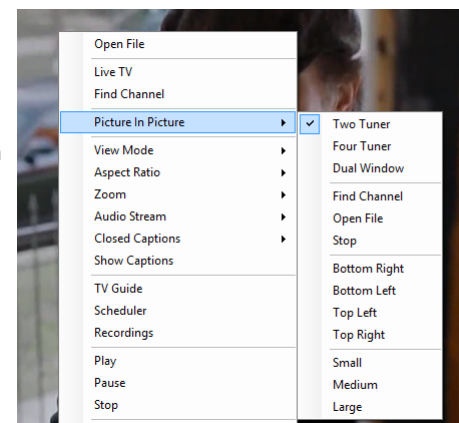 Open File
Live TV
Find Channel
Picture In Picture
View Mode
Aspect Ratio
Zoom
Audio Stream
Closed Captions
Show Captions
TV Guide
Scheduler
Recordings
Play
Pause
Stop
Two Tuner
Four Tuner
Dual Window
Find Channel
Open File
Stop
Bottom Right
Bottom Left
Top Left
Top Right
Small
Medium
Large